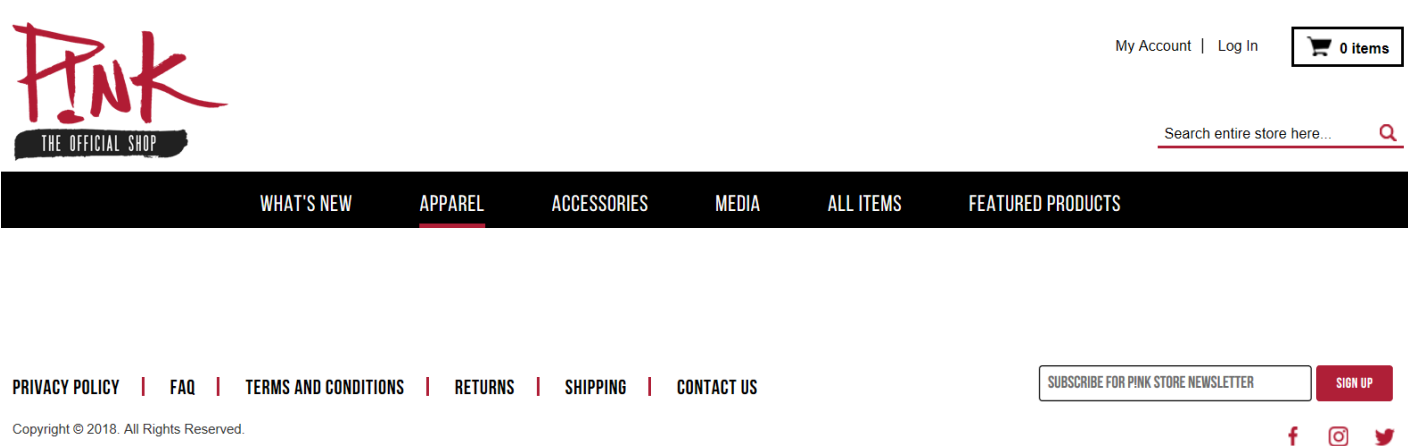 P!NK
THE OFFICIAL SHOP
My Account | Log In
0 items
Search entire store here...
WHAT'S NEW APPAREL ACCESSORIES MEDIA ALL ITEMS FEATURED PRODUCTS
PRIVACY POLICY | FAQ | TERMS AND CONDITIONS | RETURNS | SHIPPING | CONTACT US
SUBSCRIBE FOR P!NK STORE NEWSLETTER
SIGN UP
Copyright © 2018. All Rights Reserved.